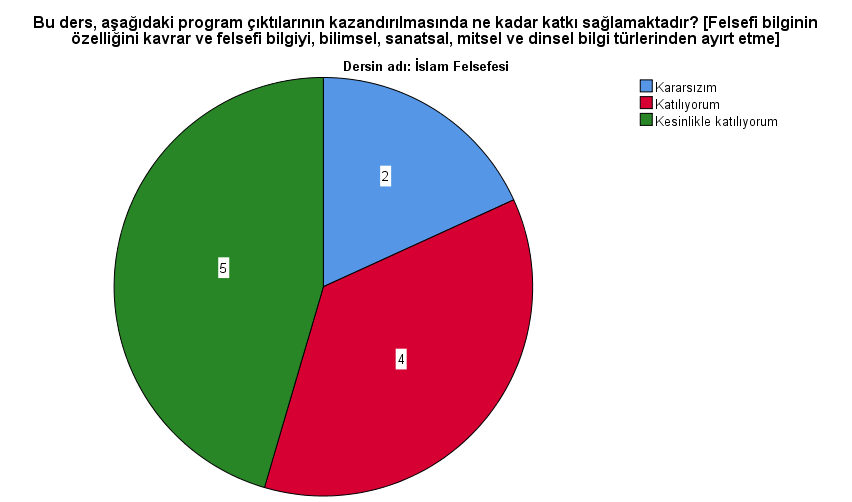 Bu ders, aşağıdaki program çıktılarının kazandırılmasında ne kadar katkı sağlamaktadır? [Felsefi bilginin
özelliğini kavrar ve felsefi bilgiyi, bilimsel, sanatsal, mitsel ve dinsel bilgi türlerinden ayırt etme]
Dersin adı: İslam Felsefesi
Kararsızım
Katılıyorum
Kesinlikle katılıyorum
2
5
4